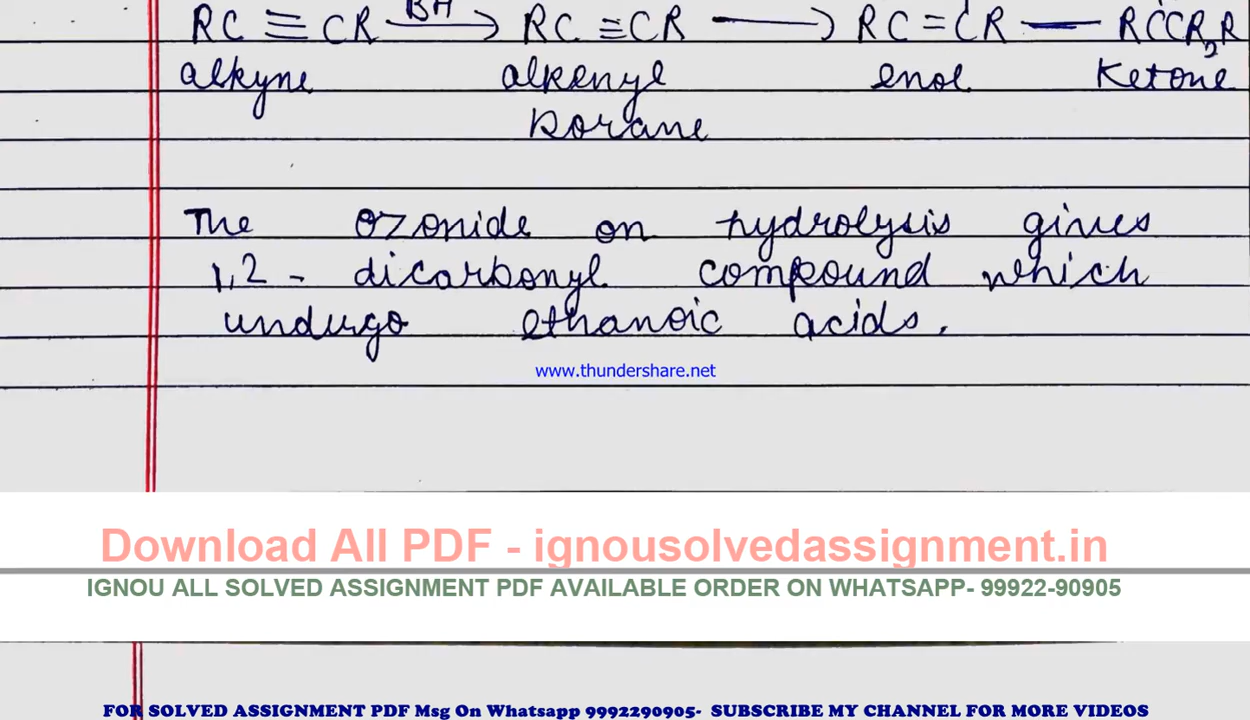 RC ≡ CR BH → RC ≡ CR → RC = CR — RCCR₂R
alkyne alkenyl enol Ketone
Borane
The ozonide on hydrolysis gives
1,2 - dicarbonyl compound which
undergo ethanoic acids.
www.thundershare.net
Download All PDF - ignousolvedassignment.in
IGNOU ALL SOLVED ASSIGNMENT PDF AVAILABLE ORDER ON WHATSAPP- 99922-90905
FOR SOLVED ASSIGNMENT PDF Msg On Whatsapp 9992290905- SUBSCRIBE MY CHANNEL FOR MORE VIDEOS